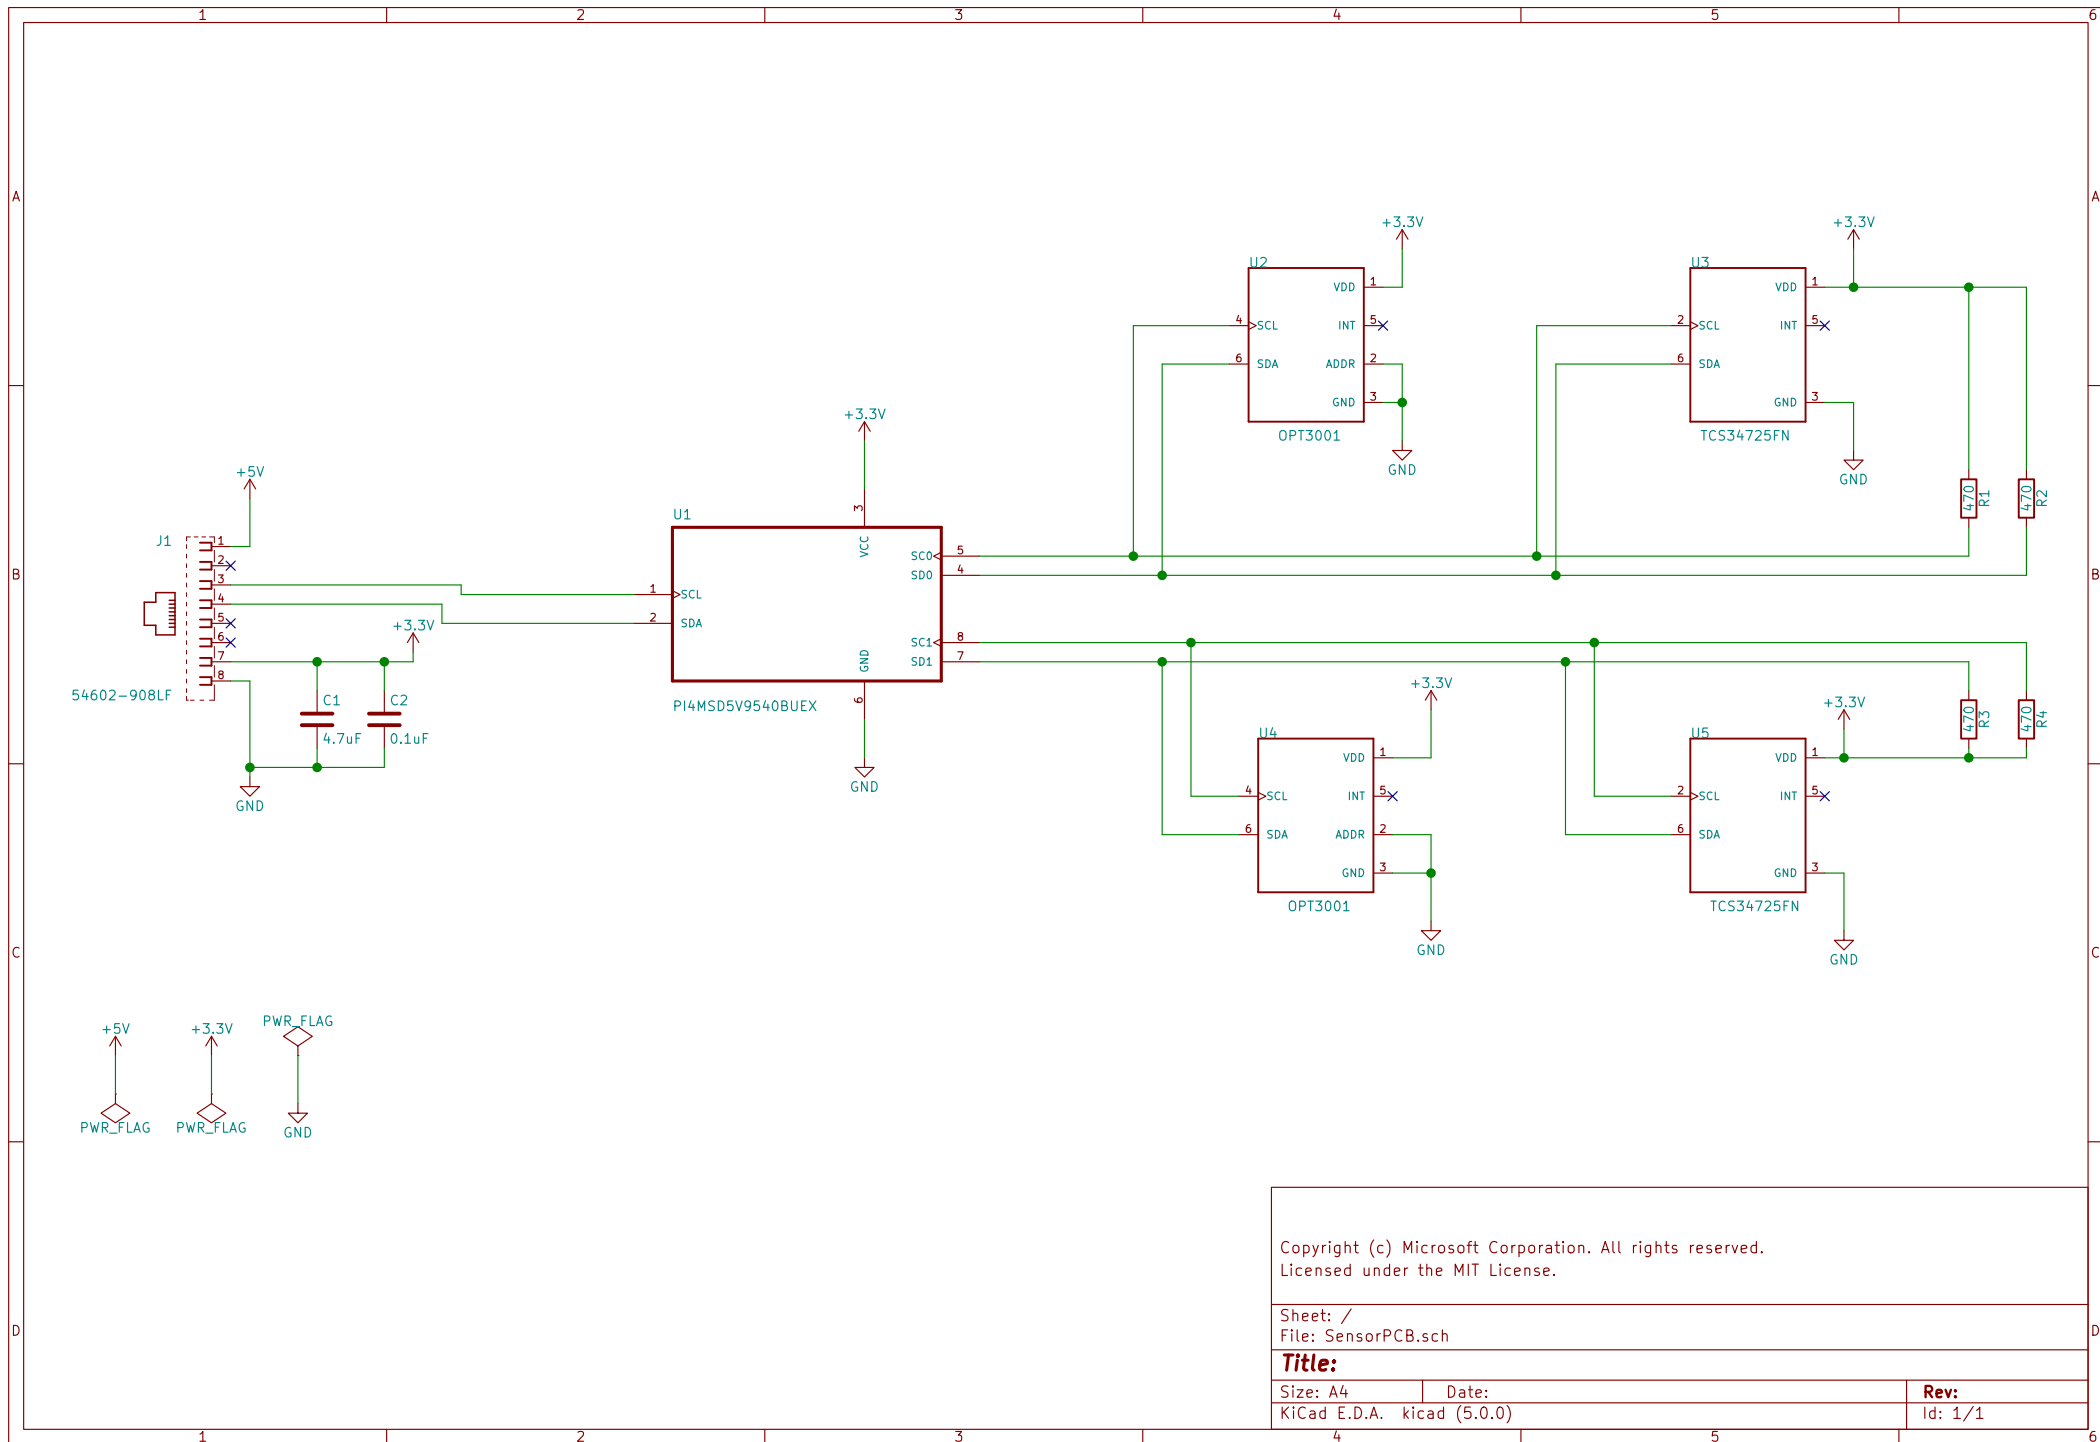 1 2 3 4 5 6
A A
+3.3V
+3.3V
U2
VDD 1
4 SCL
INT 5
6 SDA
ADDR 2
GND 3
OPT3001
GND
U3
VDD 1
2 SCL
INT 5
6 SDA
GND 3
TCS34725FN
GND
470 R1
470 R2
+3.3V
+5V
J1
1
2
3
4
5
6
7
8
54602-908LF
+3.3V
C1
4.7uF
C2
0.1uF
GND
U1
3
VCC
SC0 5
SD0 4
1 SCL
2 SDA
SC1 8
SD1 7
GND
6
PI4MSD5V9540BUEX
GND
B B
+3.3V
U4
VDD 1
4 SCL
INT 5
6 SDA
ADDR 2
GND 3
OPT3001
GND
+3.3V
U5
VDD 1
2 SCL
INT 5
6 SDA
GND 3
TCS34725FN
GND
470 R3
470 R4
C C
+5V
PWR_FLAG
+3.3V
PWR_FLAG
PWR_FLAG
GND
Copyright (c) Microsoft Corporation. All rights reserved.
Licensed under the MIT License.
Sheet: /
File: SensorPCB.sch
D D
Title:
Size: A4 Date: Rev:
KiCad E.D.A. kicad (5.0.0) Id: 1/1
1 2 3 4 5 6